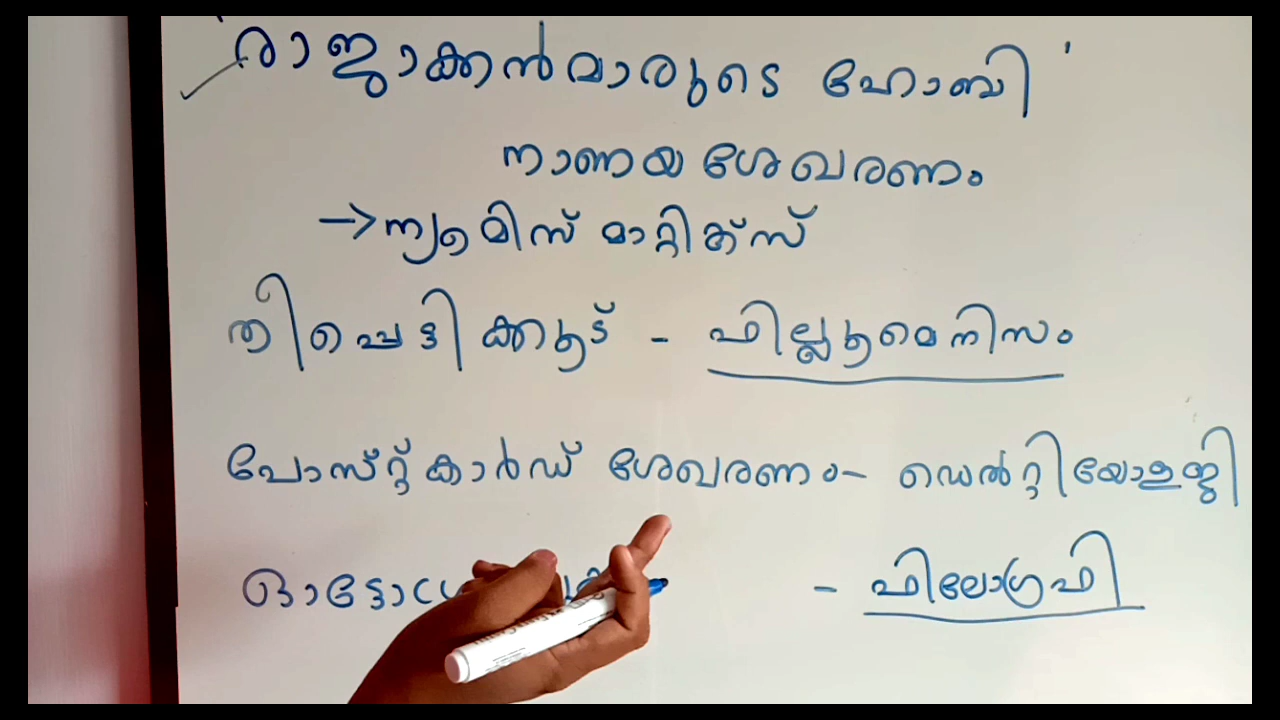 'രാജാക്കൻമാരുടെ ഹോബി'
നാണയ ശേഖരണം
→ ന്യൂമിസ് മാറ്റിക്സ്
തീപ്പെട്ടിക്കൂട് - ഫില്ലൂമെനിസം
പോസ്റ്റ് കാർഡ് ശേഖരണം - ഡെൽറ്റിയോളജി
- ഫിലോഗ്രഫി